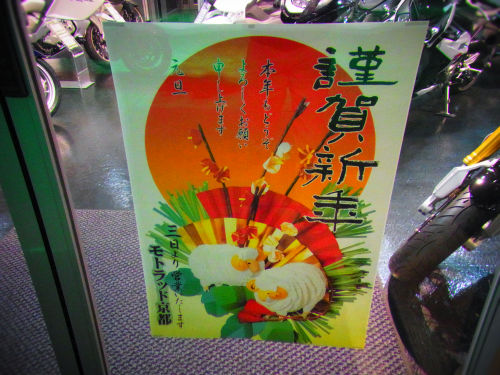 謹賀新年
本年もどうぞ
よろしくお願い
申し上げます
元旦
三日より営業いたします
モトラッド京都